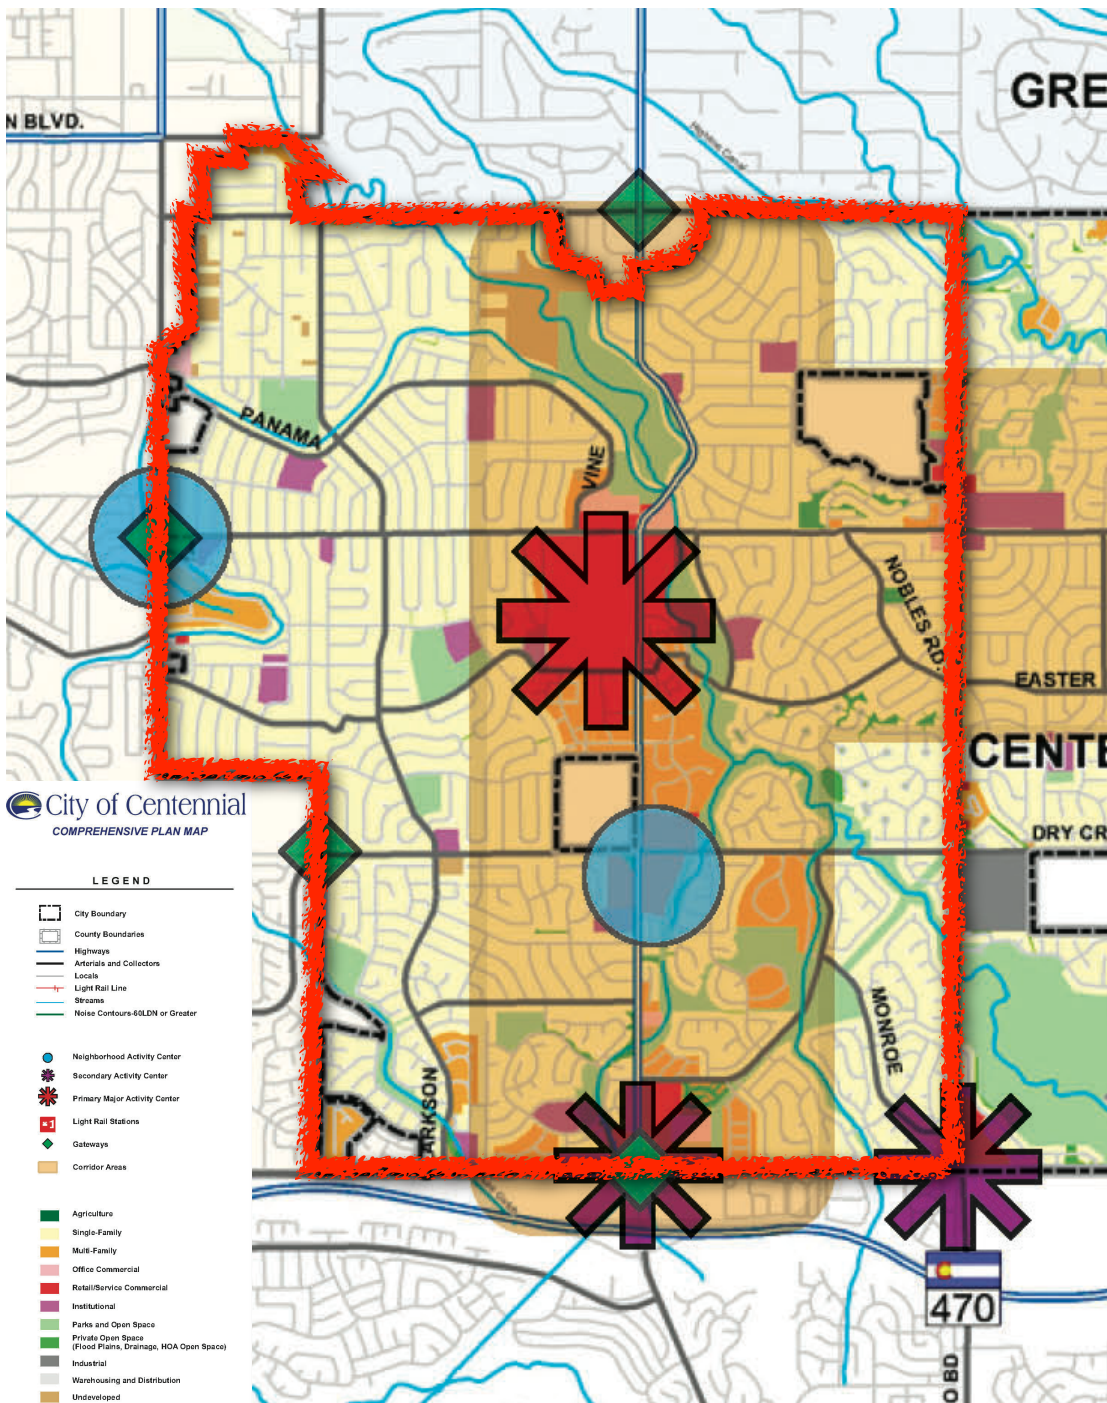 GRE
N BLVD.
Highline Canal
PANAMA
VINE
NOBLES RD.
EASTER
CENTE
City of Centennial
COMPREHENSIVE PLAN MAP
DRY CR
LEGEND
City Boundary
County Boundaries
Highways
Arterials and Collectors
Locals
Light Rail Line
Streams
Noise Contours-60LDN or Greater
MONROE
Neighborhood Activity Center
Secondary Activity Center
Primary Major Activity Center
Light Rail Stations
Gateways
Corridor Areas
ARKSON
Agriculture
Single-Family
Multi-Family
Office Commercial
Retail/Service Commercial
Institutional
Parks and Open Space
Private Open Space
(Flood Plains, Drainage, HOA Open Space)
Industrial
Warehousing and Distribution
Undeveloped
470
O BD